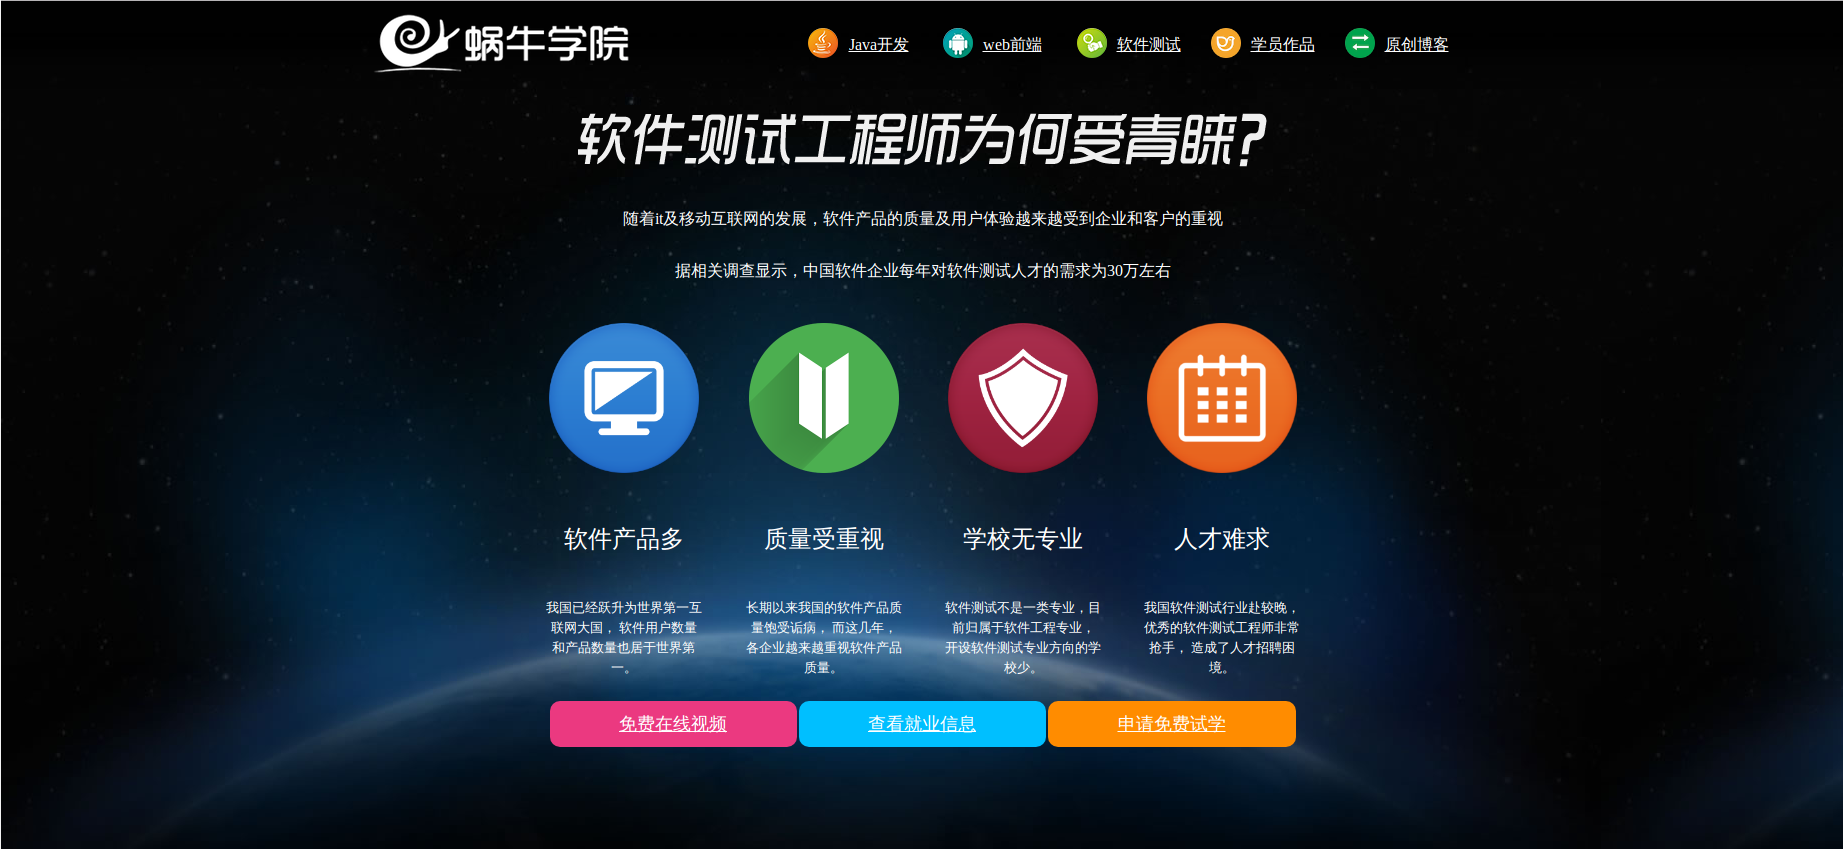 蜗牛学院
Java开发 web前端 软件测试 学员作品 原创博客
软件测试工程师为何受青睐?
随着it及移动互联网的发展，软件产品的质量及用户体验越来越受到企业和客户的重视
据相关调查显示，中国软件企业每年对软件测试人才的需求为30万左右
软件产品多
我国已经跃升为世界第一互
联网大国， 软件用户数量
和产品数量也居于世界第
一。
质量受重视
长期以来我国的软件产品质
量饱受诟病， 而这几年，
各企业越来越重视软件产品
质量。
学校无专业
软件测试不是一类专业，目
前归属于软件工程专业，
开设软件测试专业方向的学
校少。
人才难求
我国软件测试行业赴较晚，
优秀的软件测试工程师非常
抢手， 造成了人才招聘困
境。
免费在线视频 查看就业信息 申请免费试学